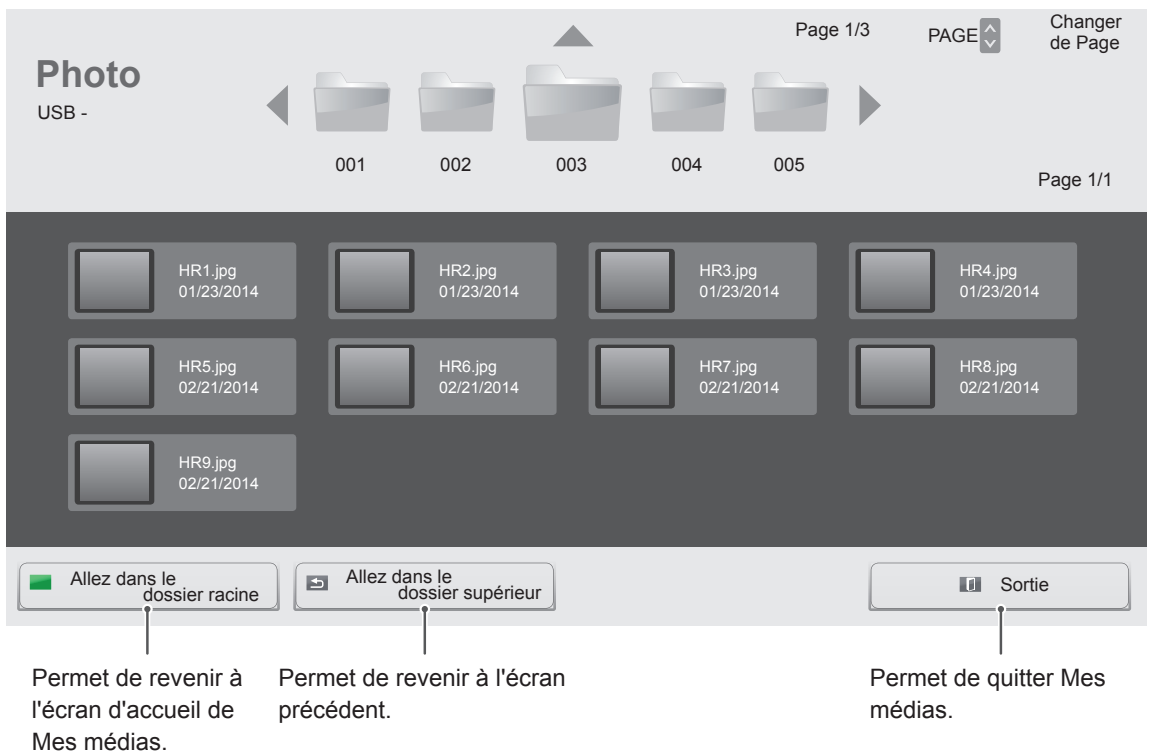 Page 1/3
PAGE
Changer
de Page
Photo
USB -
001
002
003
004
005
Page 1/1
HR1.jpg
01/23/2014
HR2.jpg
01/23/2014
HR3.jpg
01/23/2014
HR4.jpg
01/23/2014
HR5.jpg
02/21/2014
HR6.jpg
02/21/2014
HR7.jpg
02/21/2014
HR8.jpg
02/21/2014
HR9.jpg
02/21/2014
Allez dans le
dossier racine
Allez dans le
dossier supérieur
Sortie
Permet de revenir à
l'écran d'accueil de
Mes médias.
Permet de revenir à l'écran
précédent.
Permet de quitter Mes
médias.